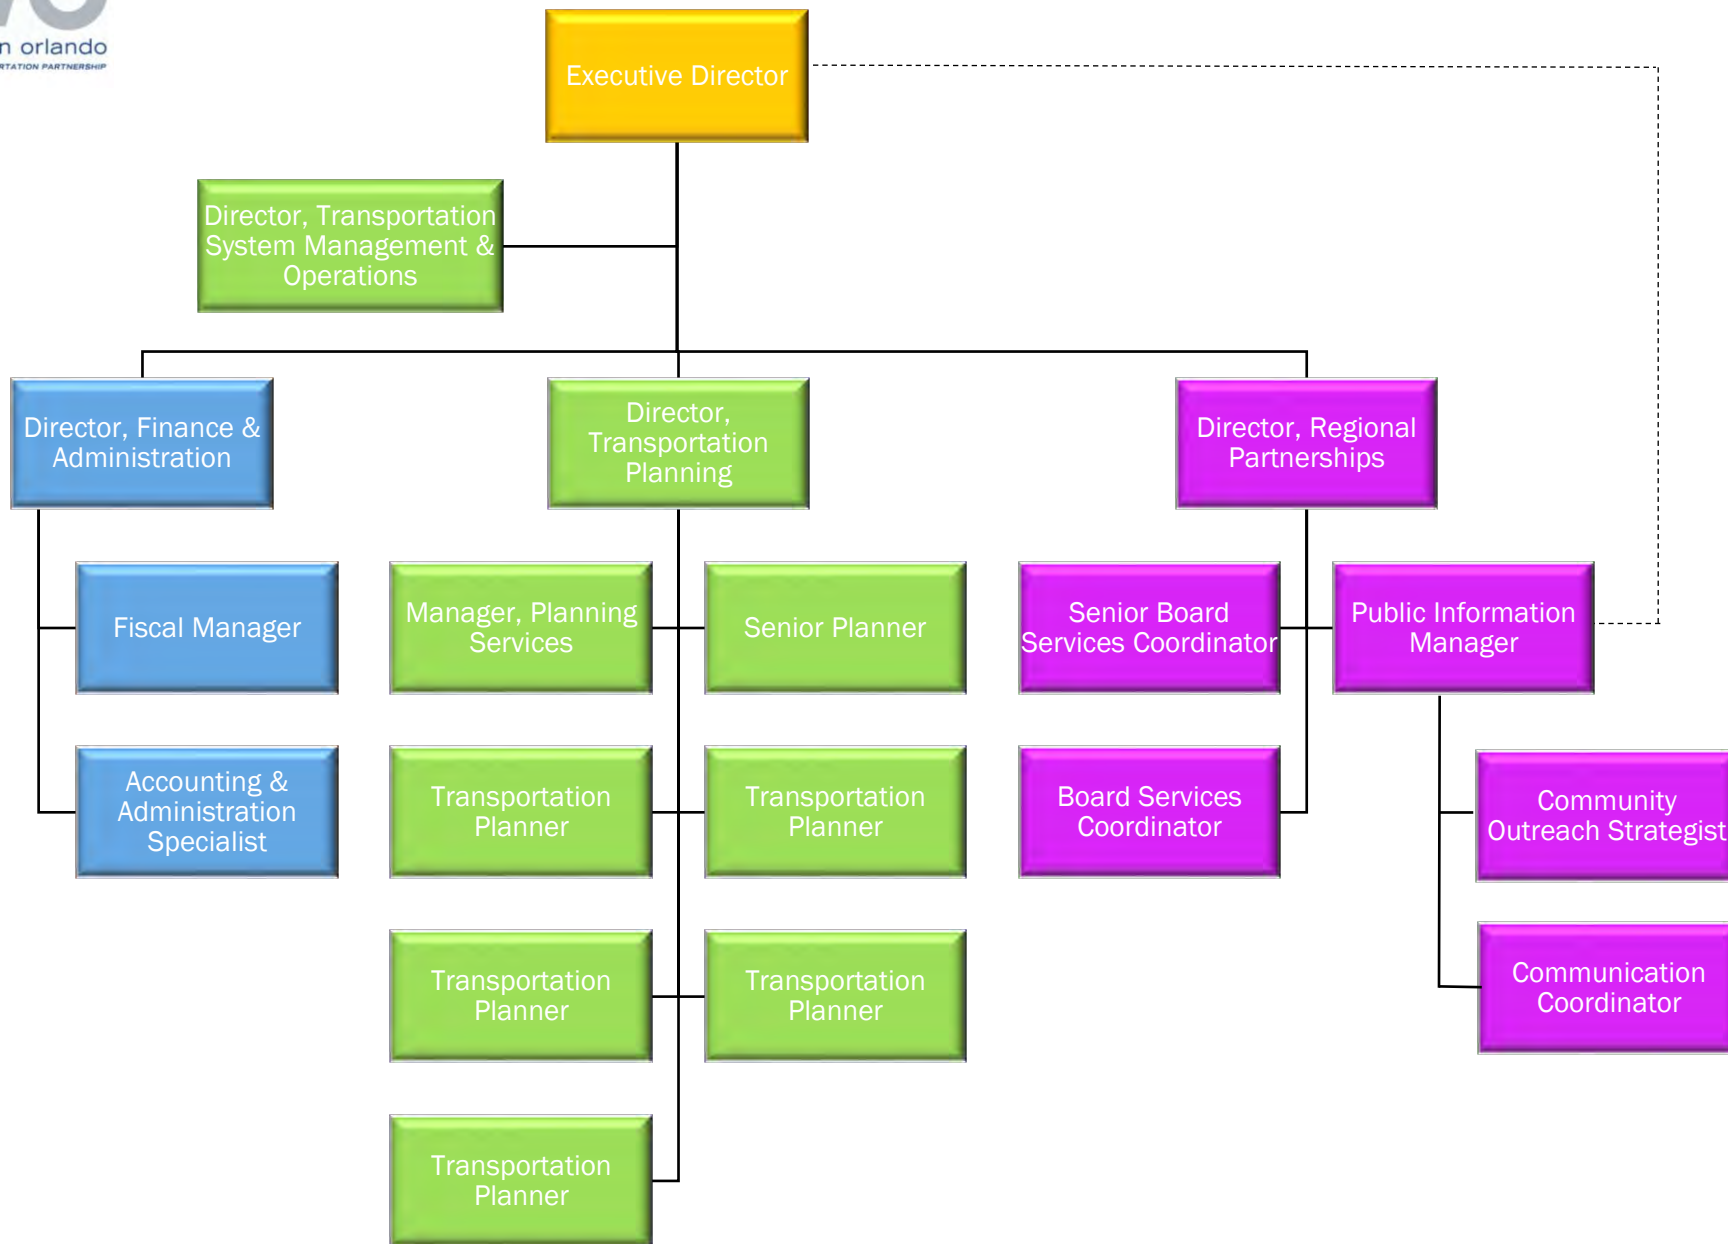 n orlando
RTATION PARTNERSHIP
Executive Director
Director, Transportation
System Management &
Operations
Director, Finance &
Administration
Director,
Transportation
Planning
Director, Regional
Partnerships
Fiscal Manager
Manager, Planning
Services
Senior Planner
Senior Board
Services Coordinator
Public Information
Manager
Accounting &
Administration
Specialist
Transportation
Planner
Transportation
Planner
Board Services
Coordinator
Community
Outreach Strategist
Transportation
Planner
Transportation
Planner
Communication
Coordinator
Transportation
Planner